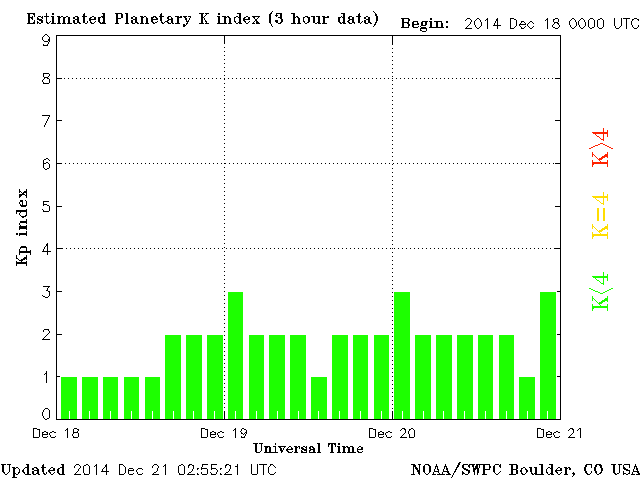 Estimated Planetary K index (3 hour data) Begin: 2014 Dec 18 0000 UTC
9
8
7
6
5
4
3
2
1
0
Kp index
K>4
K=4
K<4
Dec 18 Dec 19 Dec 20 Dec 21
Universal Time
Updated 2014 Dec 21 02:55:21 UTC NOAA/SWPC Boulder, CO USA